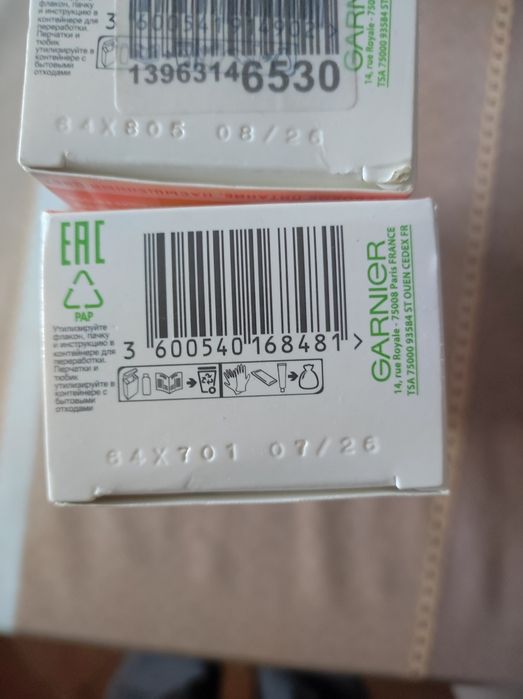 флакон, пачку
и инструкцию в
контейнере для
переработки.
Перчатки и
тюбик
утилизируйте в
контейнере с
бытовыми
отходами
3
13963146530
GARNIER
14, rue Royale - 750
TSA 75000 93584 ST
64X805 08/26
EAC
PAP
Утилизируйте
флакон, пачку
и инструкцию в
контейнере для
переработки.
Перчатки и
тюбик
утилизируйте в
контейнере с
бытовыми
отходами
3 600540 168481 >
GARNIER
14, rue Royale - 75008 Paris FRANCE
TSA 75000 93584 ST OUEN CEDEX FR
64X701 07/26